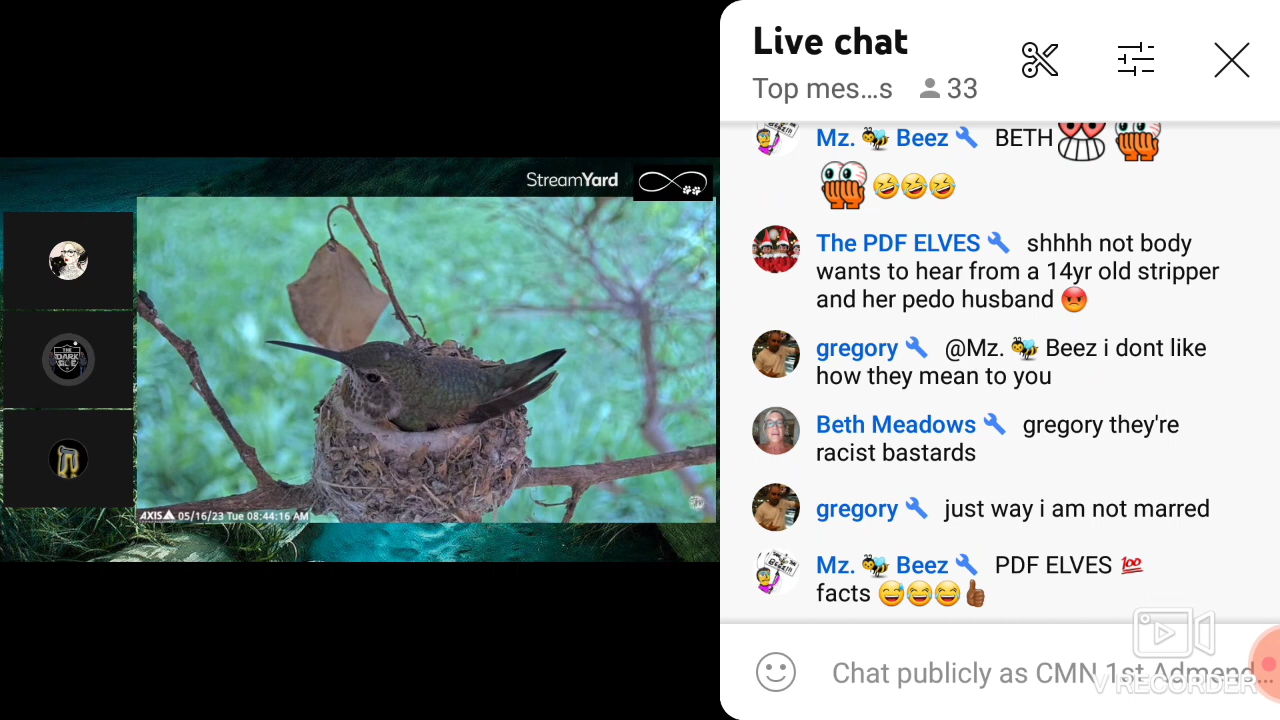 Live chat
Top mes...s 33
StreamYard
Mz. 🐝 Beez 🔧 BETH
🤣🤣🤣
The PDF ELVES 🔧 shhhh not body
wants to hear from a 14yr old stripper
and her pedo husband 😡
gregory 🔧 @Mz. 🐝 Beez i dont like
how they mean to you
Beth Meadows 🔧 gregory they're
racist bastards
gregory 🔧 just way i am not marred
Mz. 🐝 Beez 🔧 PDF ELVES 💯
facts 😅😂😂👍🏾
THE DARK SIDE
AXIS 05/16/23 Tue 08:44:16 AM
Chat publicly as CMN 1st Admend...
V RECORDER